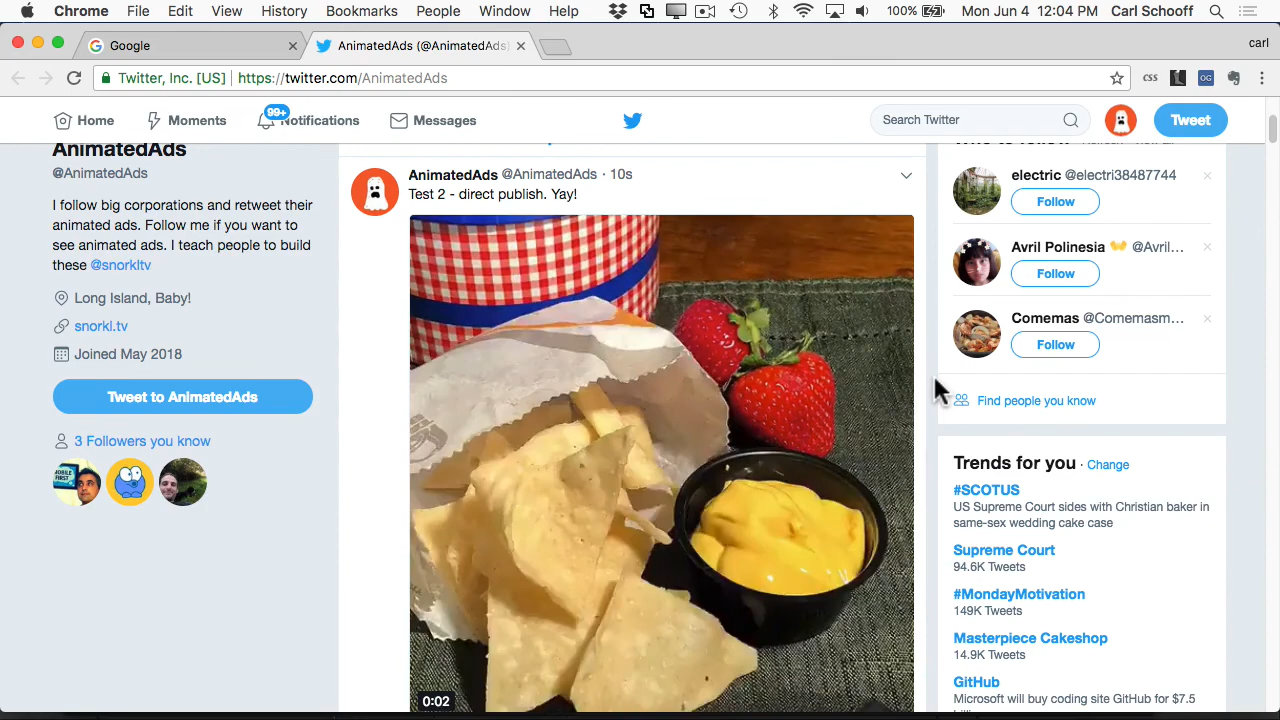 Chrome File Edit View History Bookmarks People Window Help 100% Mon Jun 4 12:04 PM Carl Schooff
Google
AnimatedAds (@AnimatedAds)
carl
Twitter, Inc. [US] https://twitter.com/AnimatedAds
css
OG
Home
Moments
99+
Notifications
Messages
Search Twitter
Tweet
AnimatedAds
@AnimatedAds
I follow big corporations and retweet their
animated ads. Follow me if you want to
see animated ads. I teach people to build
these @snorkltv
Long Island, Baby!
snorkl.tv
Joined May 2018
Tweet to AnimatedAds
3 Followers you know
AnimatedAds @AnimatedAds · 10s
Test 2 - direct publish. Yay!
0:02
electric @electri38487744
Follow
Avril Polinesia @Avril...
Follow
Comemas @Comemasm...
Follow
Find people you know
Trends for you · Change
#SCOTUS
US Supreme Court sides with Christian baker in
same-sex wedding cake case
Supreme Court
94.6K Tweets
#MondayMotivation
149K Tweets
Masterpiece Cakeshop
14.9K Tweets
GitHub
Microsoft will buy coding site GitHub for $7.5